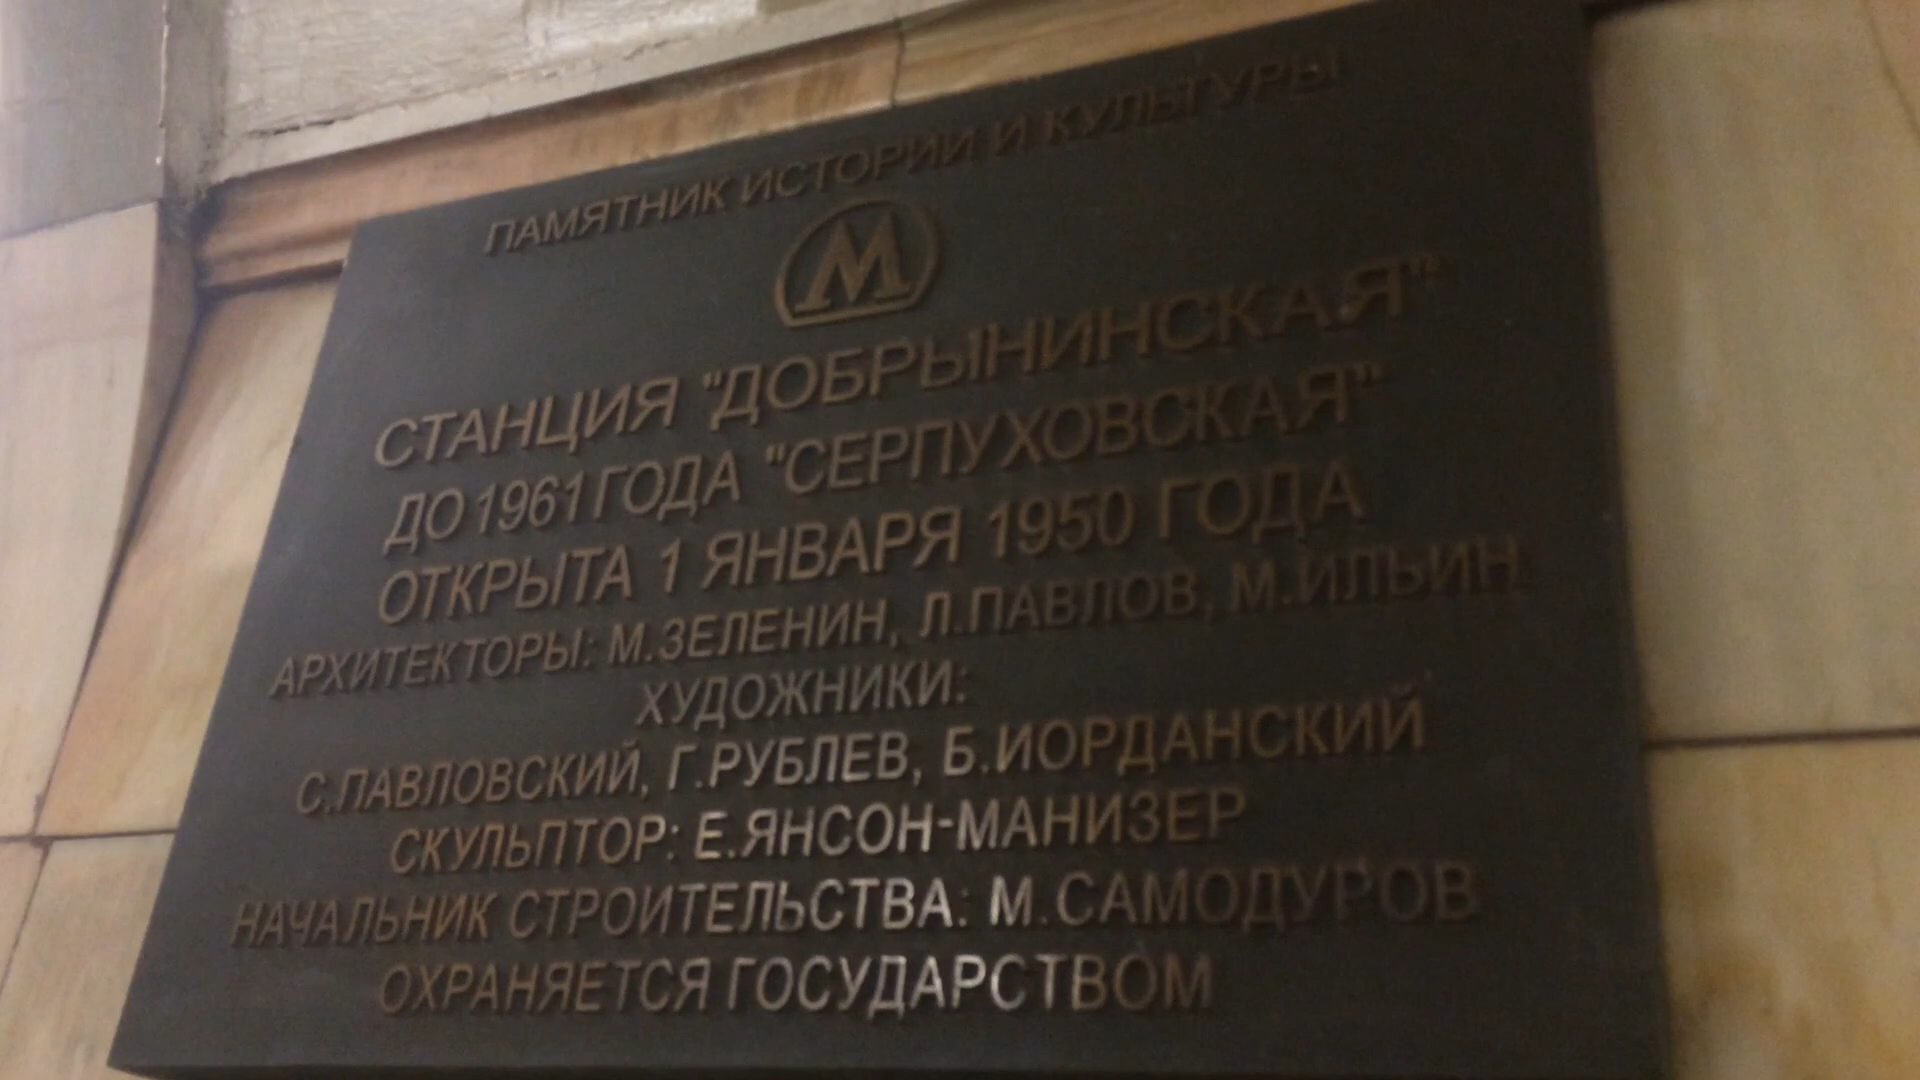 ПАМЯТНИК ИСТОРИИ И КУЛЬТУРЫ
М
СТАНЦИЯ "ДОБРЫНИНСКАЯ"
ДО 1961 ГОДА "СЕРПУХОВСКАЯ"
ОТКРЫТА 1 ЯНВАРЯ 1950 ГОДА
АРХИТЕКТОРЫ: М.ЗЕЛЕНИН, Л.ПАВЛОВ, М.ИЛЬИН
ХУДОЖНИКИ:
С.ПАВЛОВСКИЙ, Г.РУБЛЕВ, Б.ИОРДАНСКИЙ
СКУЛЬПТОР: Е.ЯНСОН-МАНИЗЕР
НАЧАЛЬНИК СТРОИТЕЛЬСТВА: М.САМОДУРОВ
ОХРАНЯЕТСЯ ГОСУДАРСТВОМ